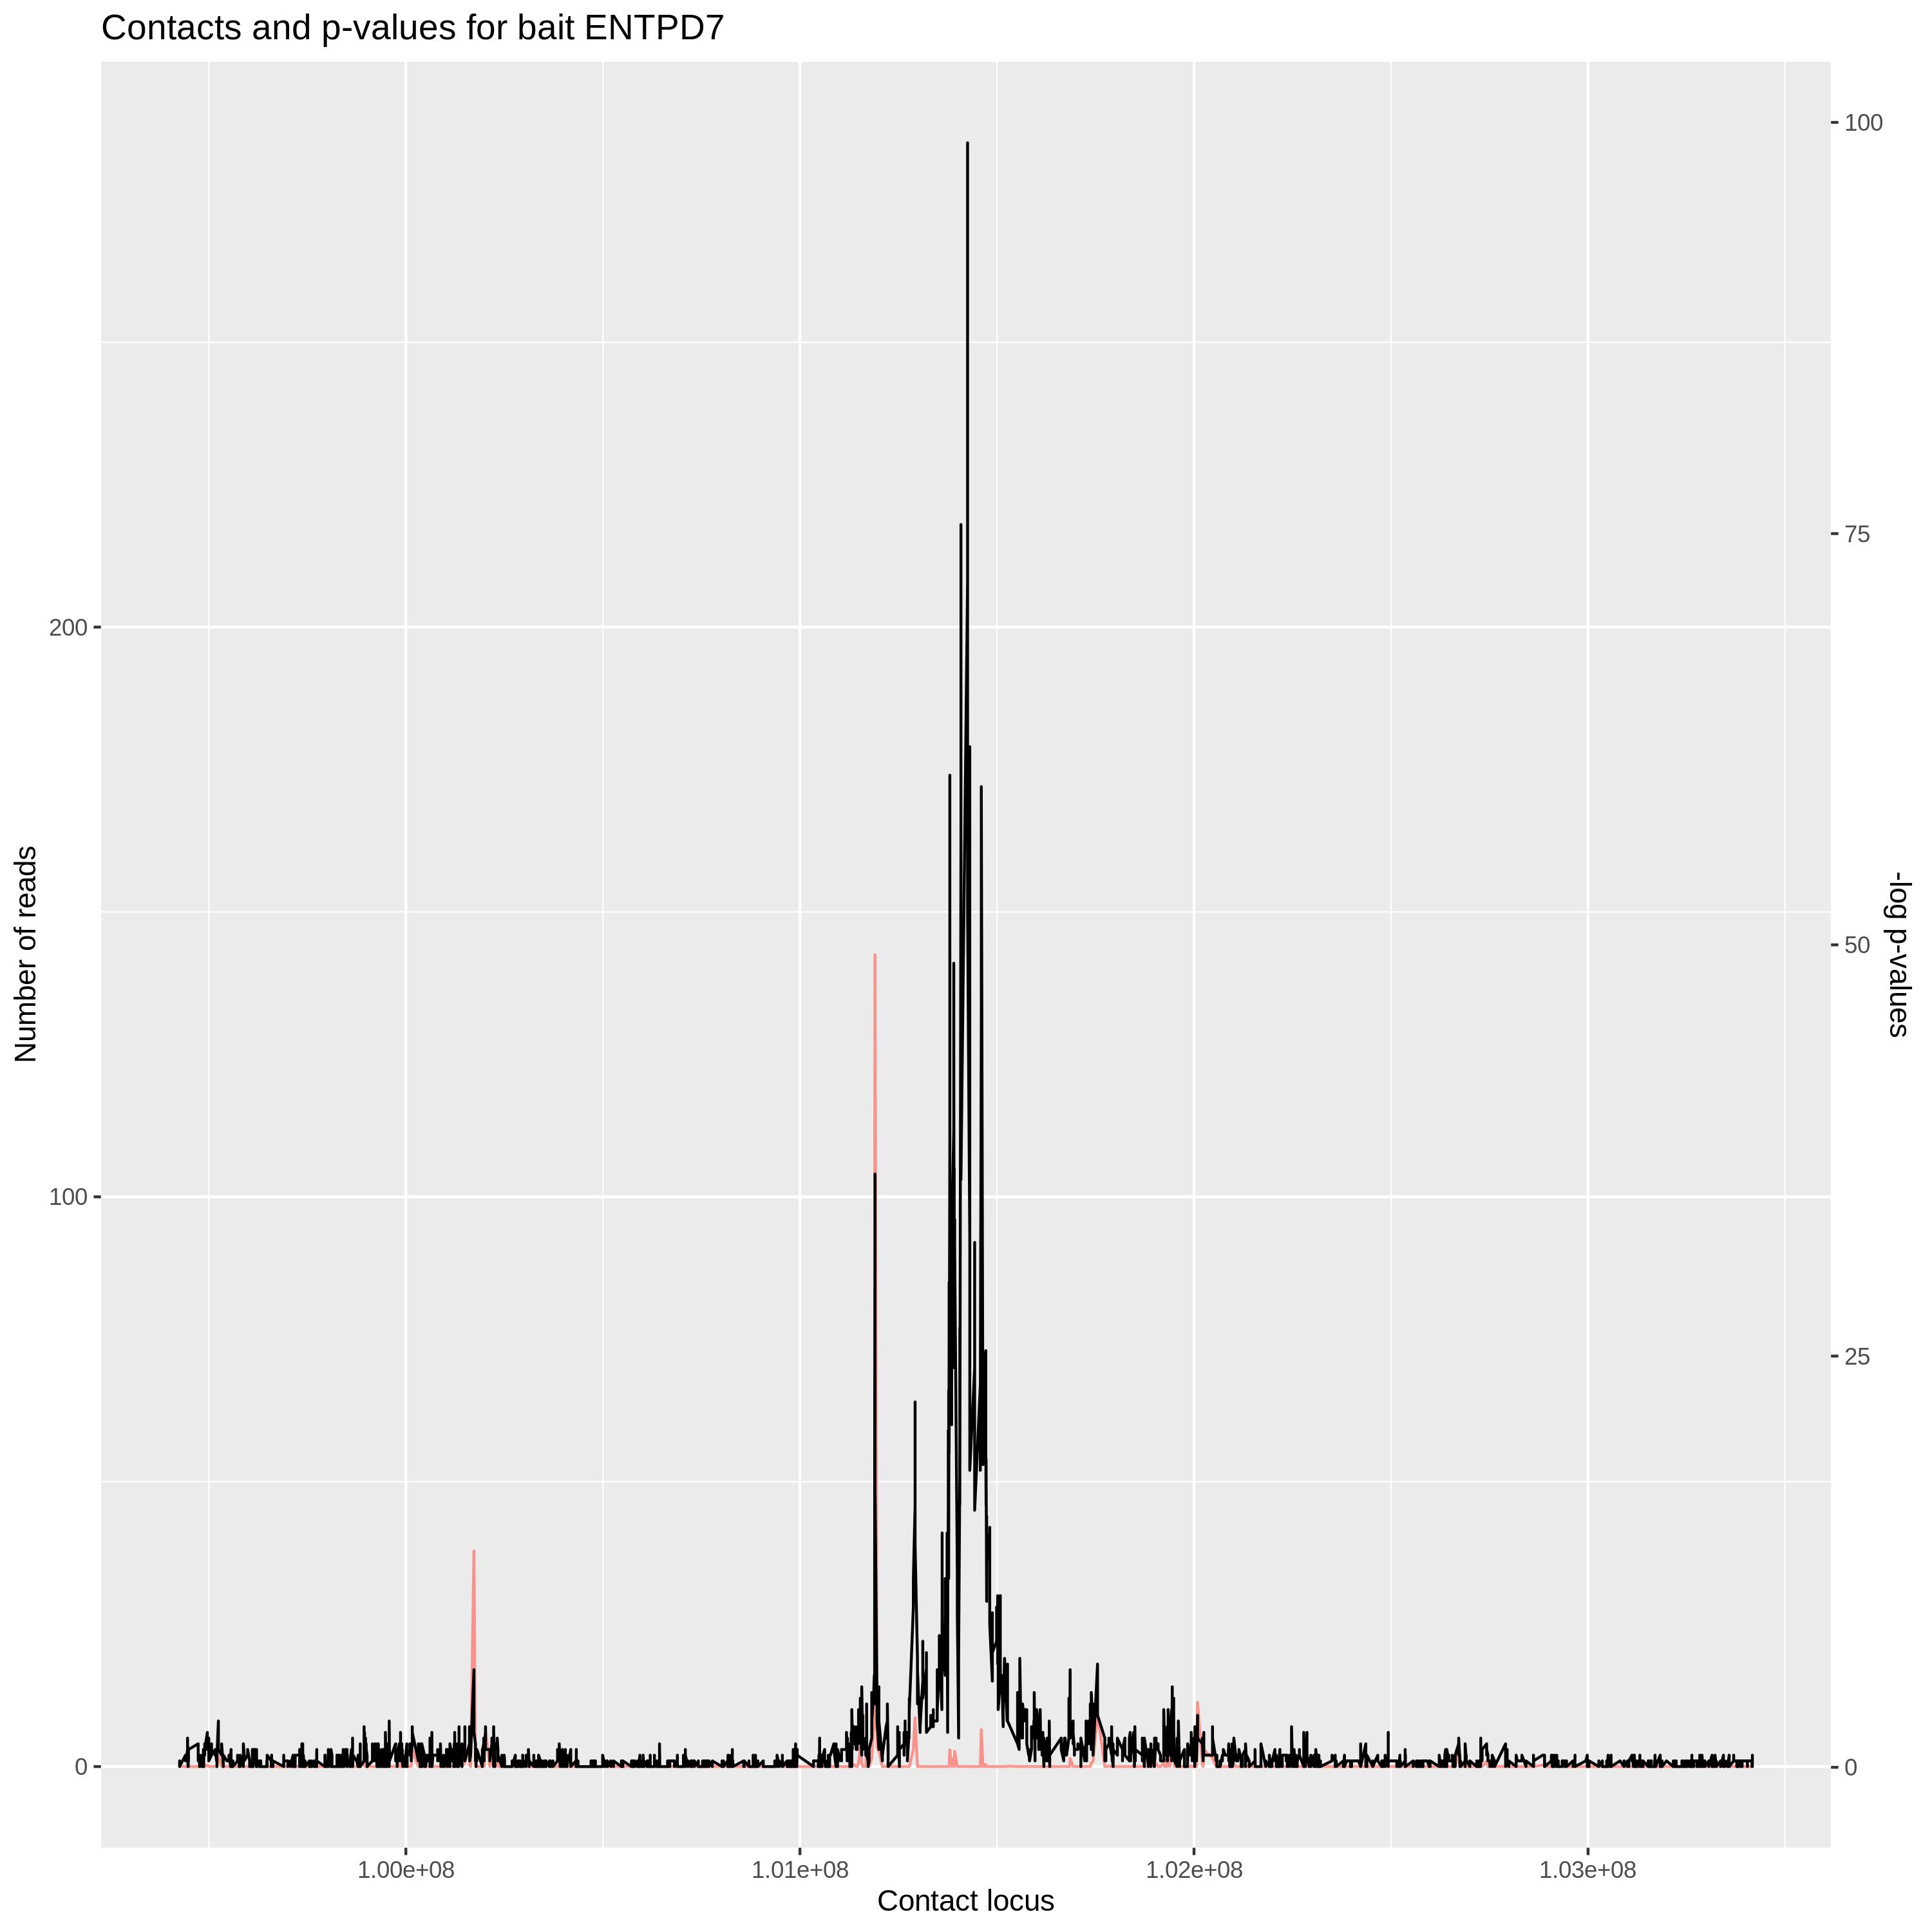 Contacts and p-values for bait ENTPD7
Number of reads
200
100
0
100
75
50
25
0
-log p-values
1.00e+08
1.01e+08
1.02e+08
1.03e+08
Contact locus